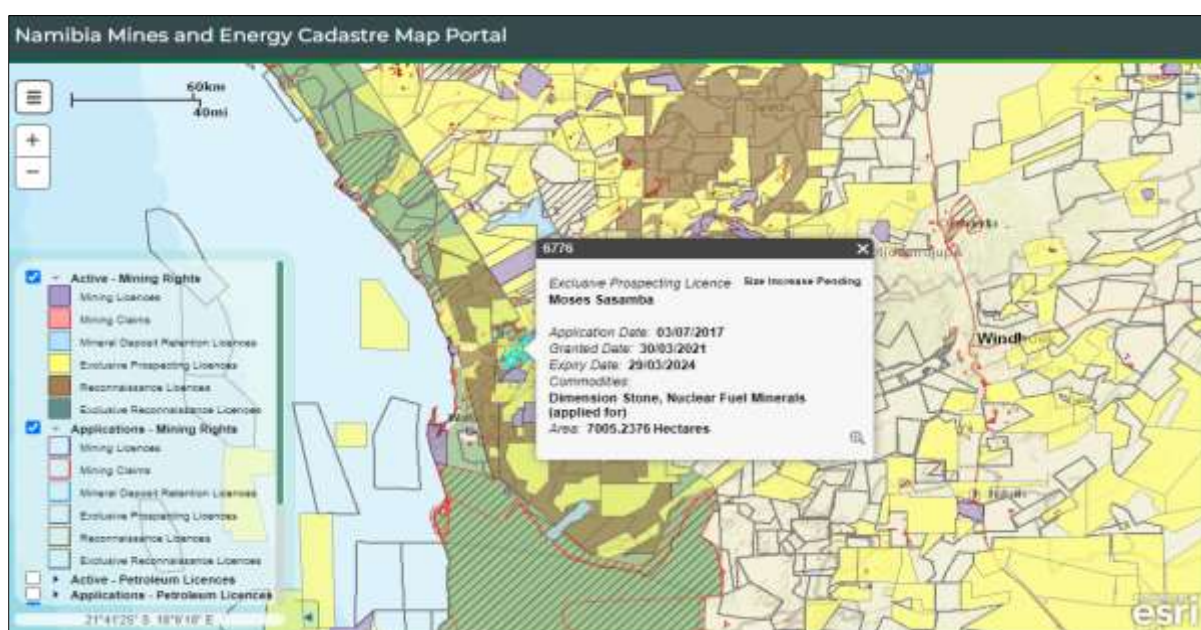 Namibia Mines and Energy Cadastre Map Portal
60km
40mi
+
−
6776
Exclusive Prospecting Licence Size Increase Pending
Moses Sasamba
Application Date: 03/07/2017
Granted Date: 30/03/2021
Expiry Date: 29/03/2024
Commodities:
Dimension Stone, Nuclear Fuel Minerals
(applied for)
Area: 7005.2376 Hectares
Windh
Active - Mining Rights
Mining Licences
Mining Claims
Mineral Deposit Retention Licences
Exclusive Prospecting Licences
Reconnaissance Licences
Exclusive Reconnaissance Licences
Applications - Mining Rights
Mining Licences
Mining Claims
Mineral Deposit Retention Licences
Exclusive Prospecting Licences
Reconnaissance Licences
Exclusive Reconnaissance Licences
Active - Petroleum Licences
Applications - Petroleum Licences
esri